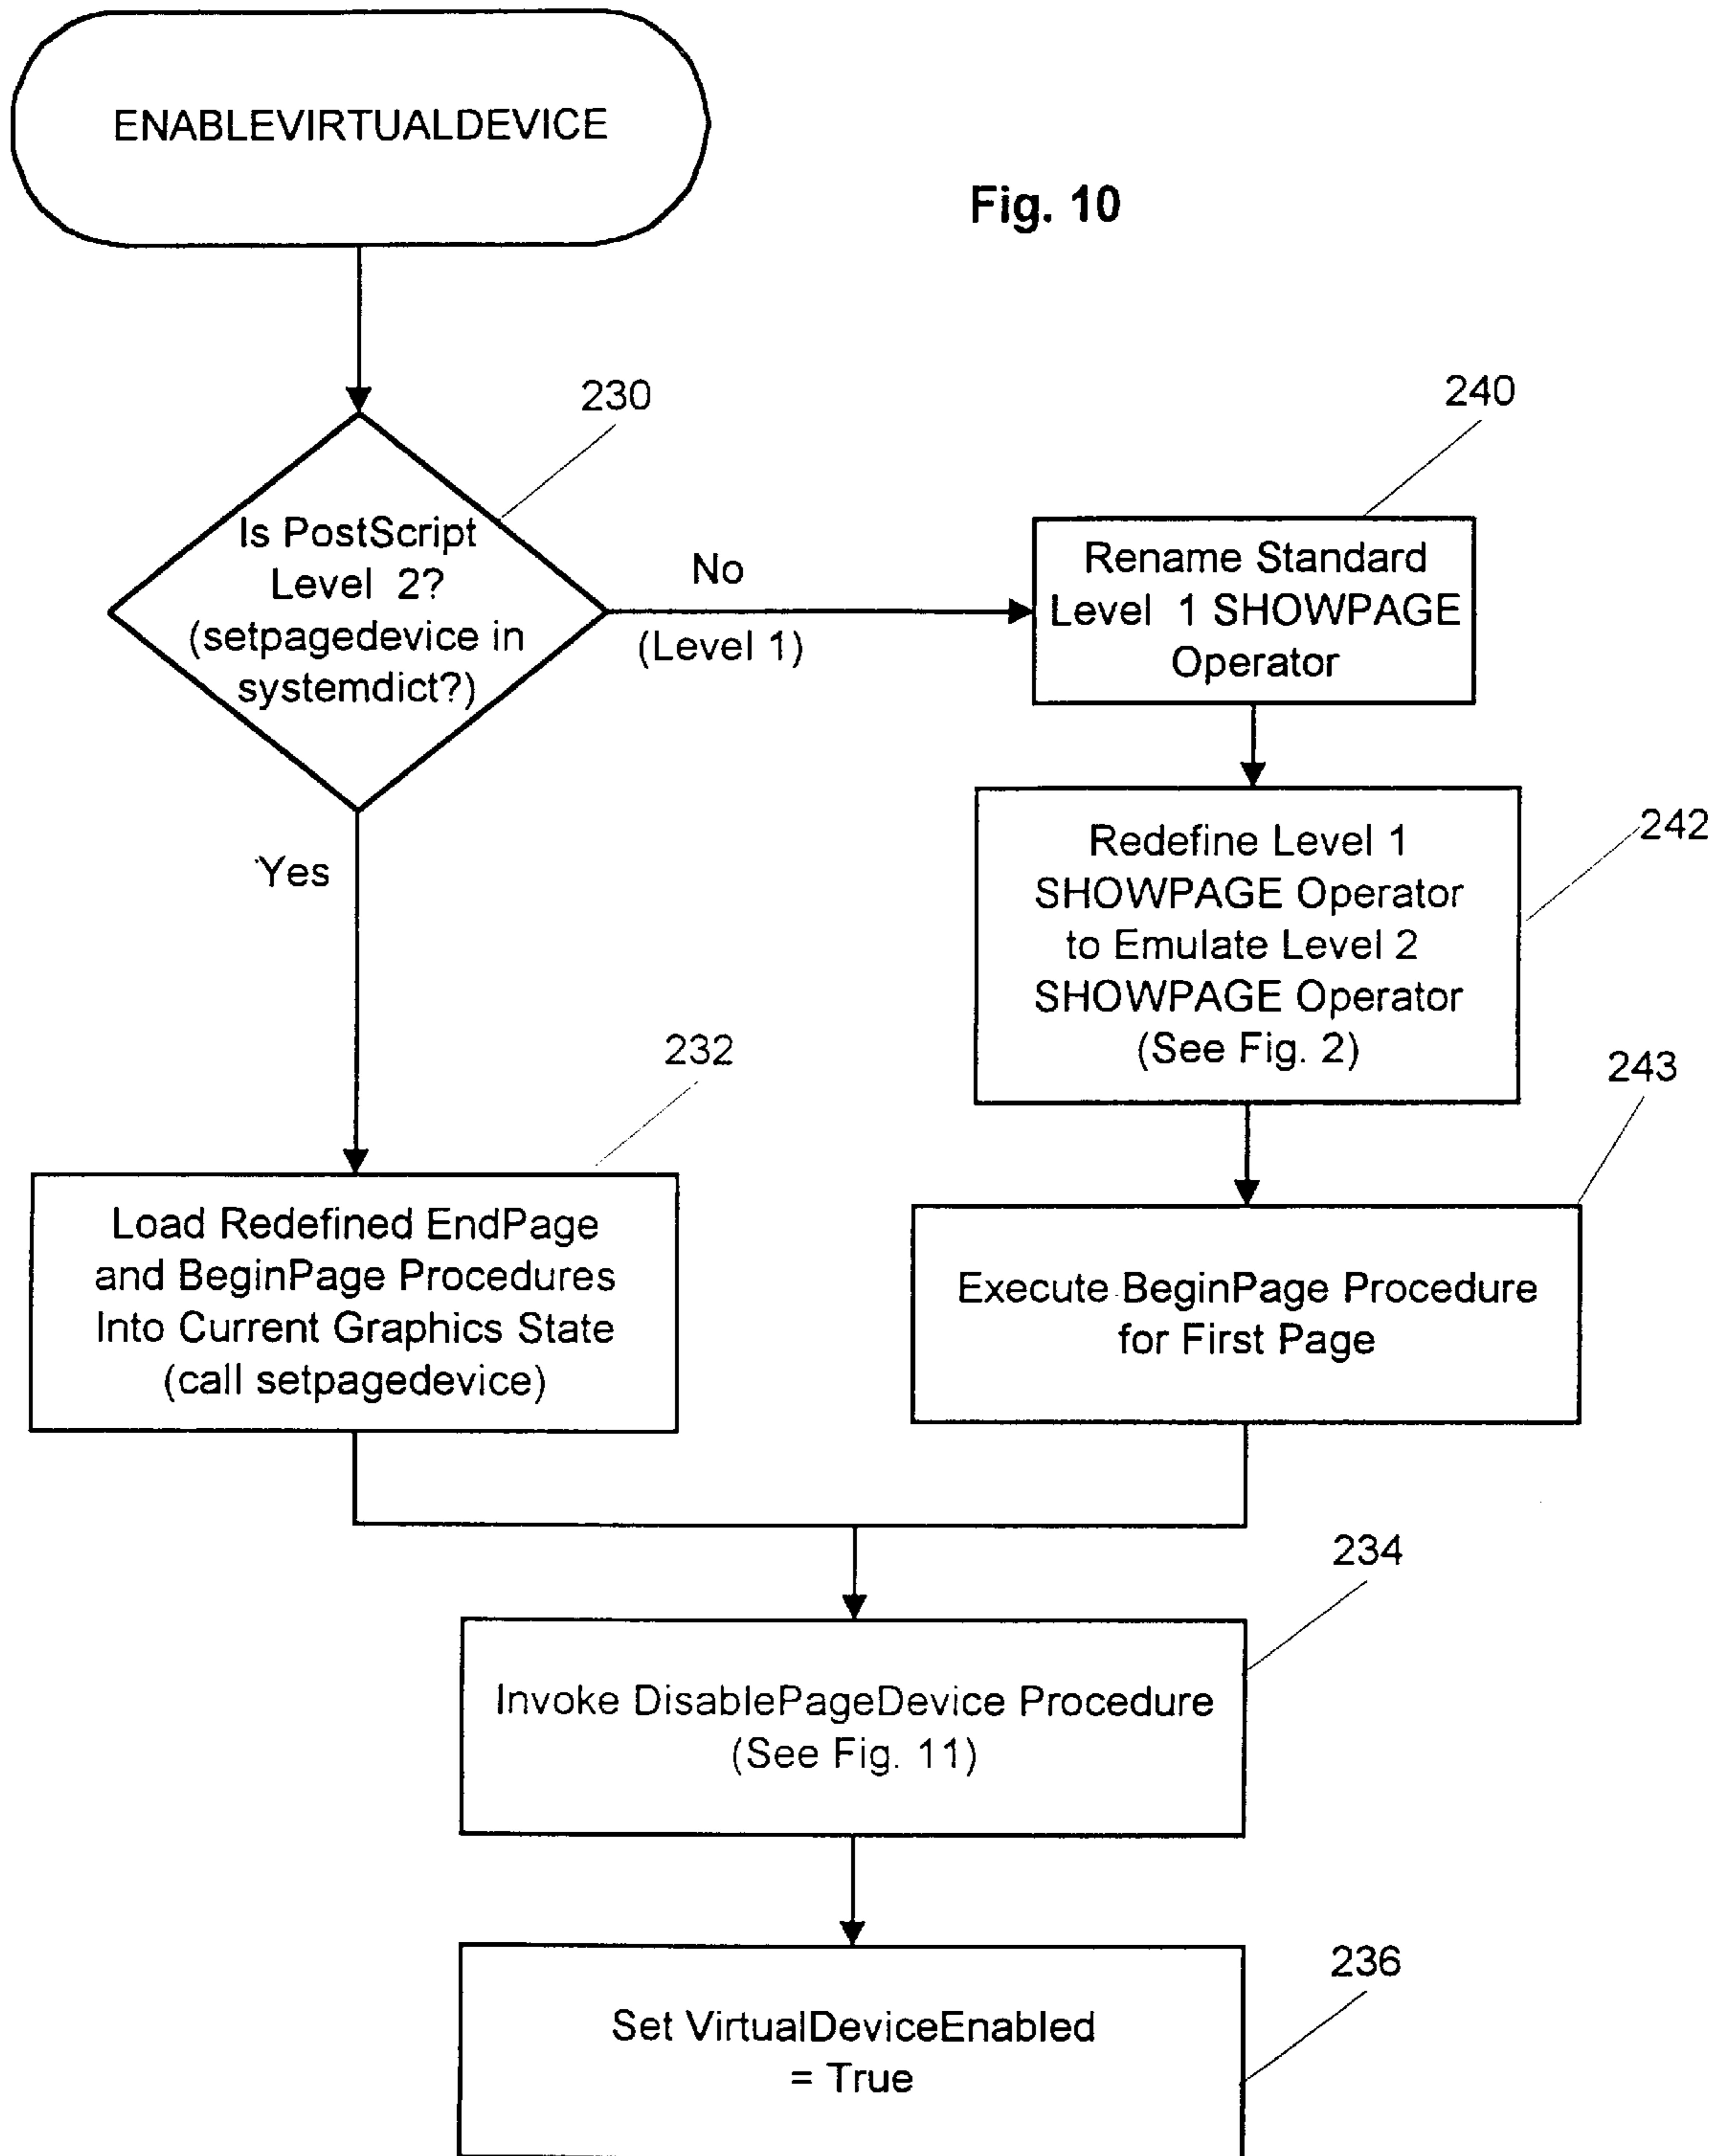 ENABLEVIRTUALDEVICE
Fig. 10
230
Is PostScript
Level 2?
(setpagedevice in
systemdict?)
No
(Level 1)
Yes
240
Rename Standard
Level 1 SHOWPAGE
Operator
242
Redefine Level 1
SHOWPAGE Operator
to Emulate Level 2
SHOWPAGE Operator
(See Fig. 2)
232
Load Redefined EndPage
and BeginPage Procedures
Into Current Graphics State
(call setpagedevice)
243
Execute BeginPage Procedure
for First Page
234
Invoke DisablePageDevice Procedure
(See Fig. 11)
236
Set VirtualDeviceEnabled
= True